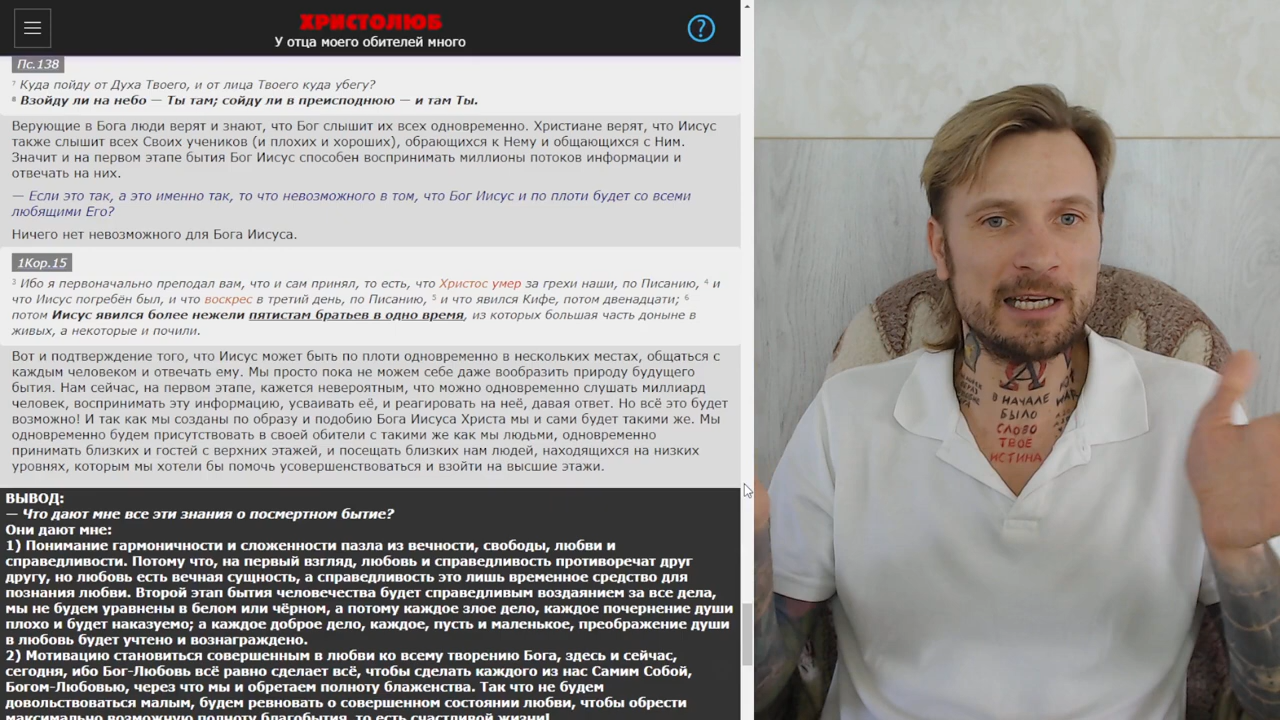 ХРИСТОЛЮБ
У отца моего обителей много
?
Пс.138
7 Куда пойду от Духа Твоего, и от лица Твоего куда убегу?
8 Взойду ли на небо — Ты там; сойду ли в преисподнюю — и там Ты.
Верующие в Бога люди верят и знают, что Бог слышит их всех одновременно. Христиане верят, что Иисус
также слышит всех Своих учеников (и плохих и хороших), обрающихся к Нему и общающихся с Ним.
Значит и на первом этапе бытия Бог Иисус способен воспринимать миллионы потоков информации и
отвечать на них.
— Если это так, а это именно так, то что невозможного в том, что Бог Иисус и по плоти будет со всеми
любящими Его?
Ничего нет невозможного для Бога Иисуса.
1Кор.15
3 Ибо я первоначально преподал вам, что и сам принял, то есть, что Христос умер за грехи наши, по Писанию, 4 и
что Иисус погребён был, и что воскрес в третий день, по Писанию, 5 и что явился Кифе, потом двенадцати; 6
потом Иисус явился более нежели пятистам братьев в одно время, из которых большая часть доныне в
живых, а некоторые и почили.
Вот и подтверждение того, что Иисус может быть по плоти одновременно в нескольких местах, общаться с
каждым человеком и отвечать ему. Мы просто пока не можем себе даже вообразить природу будущего
бытия. Нам сейчас, на первом этапе, кажется невероятным, что можно одновременно слушать миллиард
человек, воспринимать эту информацию, усваивать её, и реагировать на неё, давая ответ. Но всё это будет
возможно! И так как мы созданы по образу и подобию Бога Иисуса Христа мы и сами будет такими же. Мы
одновременно будем присутствовать в своей обители с такими же как мы людьми, одновременно
принимать близких и гостей с верхних этажей, и посещать близких нам людей, находящихся на низких
уровнях, которым мы хотели бы помочь усовершенствоваться и взойти на высшие этажи.
ВЫВОД:
— Что дают мне все эти знания о посмертном бытие?
Они дают мне:
1) Понимание гармоничности и сложенности пазла из вечности, свободы, любви и
справедливости. Потому что, на первый взгляд, любовь и справедливость противоречат друг
другу, но любовь есть вечная сущность, а справедливость это лишь временное средство для
познания любви. Второй этап бытия человечества будет справедливым воздаянием за все дела,
мы не будем уравнены в белом или чёрном, а потому каждое злое дело, каждое почернение души
плохо и будет наказуемо; а каждое доброе дело, каждое, пусть и маленькое, преображение души
в любовь будет учтено и вознаграждено.
2) Мотивацию становиться совершенным в любви ко всему творению Бога, здесь и сейчас,
сегодня, ибо Бог-Любовь всё равно сделает всё, чтобы сделать каждого из нас Самим Собой,
Богом-Любовью, через что мы и обретаем полноту блаженства. Так что не будем
довольствоваться малым, будем ревновать о совершенном состоянии любви, чтобы обрести
максимально возможную полноту благобытия, то есть счастливой жизни!
В НАЧАЛЕ
БЫЛО
СЛОВО
ТВОЕ
ИСТИНА